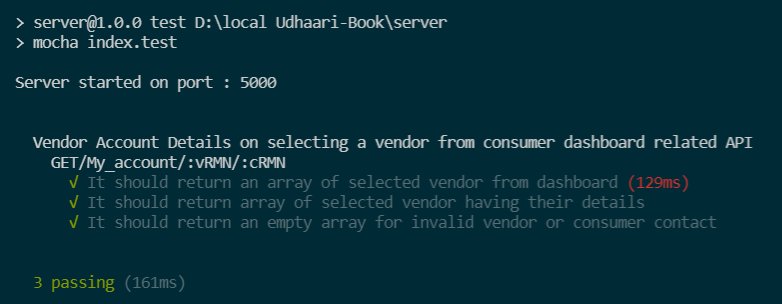 > server@1.0.0 test D:\local Udhaari-Book\server
> mocha index.test
Server started on port : 5000
Vendor Account Details on selecting a vendor from consumer dashboard related API
GET/My_account/:vRMN/:cRMN
√ It should return an array of selected vendor from dashboard (129ms)
√ It should return array of selected vendor having their details
√ It should return an empty array for invalid vendor or consumer contact
3 passing (161ms)